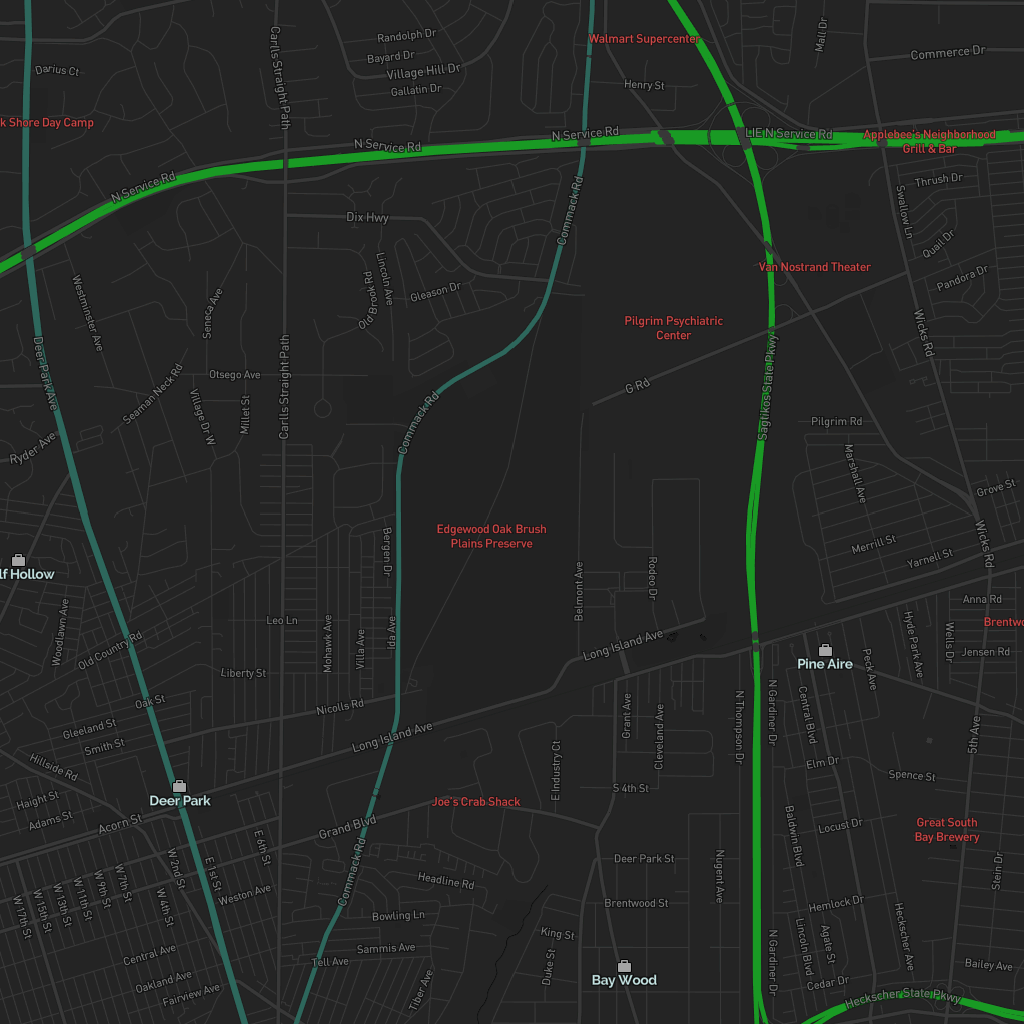 Walmart Supercenter
Randolph Dr
Carlls Straight Path
Mall Dr
Bayard Dr
Commerce Dr
Darius Ct
Village Hill Dr
Gallatin Dr
Henry St
k Shore Day Camp
N Service Rd
N Service Rd
LIE N Service Rd
Applebee's Neighborhood
Grill & Bar
N Service Rd
Thrush Dr
Commack Rd
Swallow Ln
Dix Hwy
Quail Dr
Van Nostrand Theater
Pandora Dr
Lincoln Ave
Old Brook Rd
Gleason Dr
Westminster Ave
Seneca Ave
Pilgrim Psychiatric
Center
Wicks Rd
Deer Park Ave
Carlls Straight Path
Otsego Ave
Seaman Neck Rd
G Rd
Sagtikos State Pkwy
Village Dr W
Millet St
Commack Rd
Pilgrim Rd
Ryder Ave
Marshall Ave
Grove St
Edgewood Oak Brush
Plains Preserve
Merrill St
Wicks Rd
Yarnell St
Bergen Dr
lf Hollow
Belmont Ave
Rodeo Dr
Anna Rd
Woodlawn Ave
Leo Ln
Mohawk Ave
Villa Ave
Ida Ave
Brentwo
Hyde Park Ave
Wells Dr
Old Country Rd
Long Island Ave
Jensen Rd
Pine Aire
Peck Ave
Liberty St
Oak St
Nicolls Rd
Grant Ave
Cleveland Ave
N Thompson Dr
N Gardiner Dr
Central Blvd
Gleeland St
Smith St
Long Island Ave
5th Ave
Hillside Rd
E Industry Ct
Elm Dr
Spence St
Deer Park
Haight St
Adams St
Joe's Crab Shack
S 4th St
Acorn St
Grand Blvd
Locust Dr
Great South
Bay Brewery
Baldwin Blvd
E 6th St
W 2nd St
E 1st St
Commack Rd
Deer Park St
Nugent Ave
Stein Dr
Headline Rd
Weston Ave
W 4th St
W 7th St
W 9th St
W 11th St
W 13th St
W 15th St
W 17th St
Brentwood St
Hemlock Dr
Bowling Ln
King St
Lincoln Blvd
Agate St
Heckscher Ave
Sammis Ave
Central Ave
Tell Ave
Duke St
Bay Wood
N Gardiner Dr
Bailey Ave
Oakland Ave
Fairview Ave
Tiber Ave
Cedar Dr
Heckscher State Pkwy